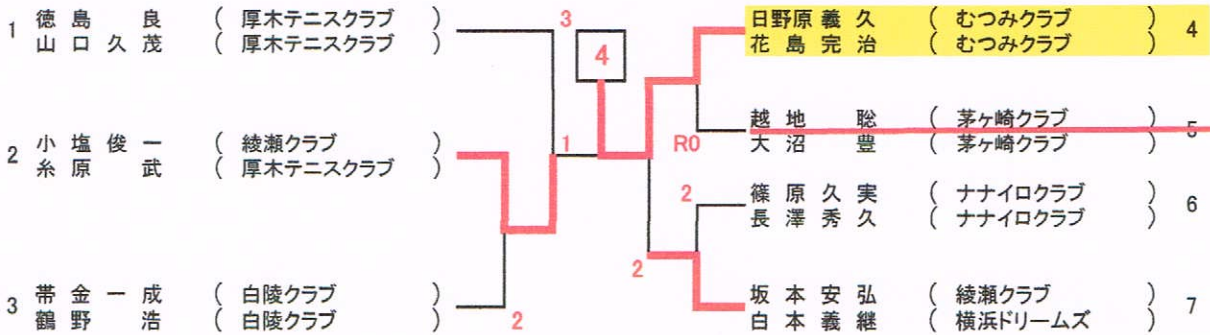 1 徳島 良 ( 厚木テニスクラブ )
山口久茂 ( 厚木テニスクラブ )
2 小塩俊一 ( 綾瀬クラブ )
糸原 武 ( 厚木テニスクラブ )
3 帯金一成 ( 白陵クラブ )
鶴野 浩 ( 白陵クラブ )
3
4
1
2
R0
2
2
日野原義久 ( むつみクラブ ) 4
花島完治 ( むつみクラブ )
越地 聡 ( 茅ヶ崎クラブ ) 5
大沼 豊 ( 茅ヶ崎クラブ )
篠原久実 ( ナナイロクラブ ) 6
長澤秀久 ( ナナイロクラブ )
坂本安弘 ( 綾瀬クラブ ) 7
白本義継 ( 横浜ドリームズ )